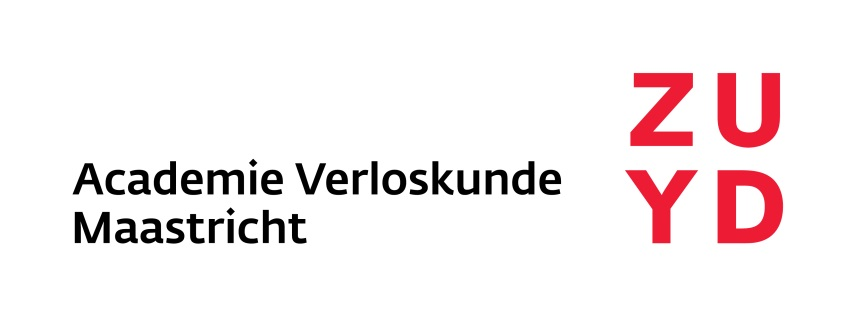 Academie Verloskunde
Maastricht
ZU
YD